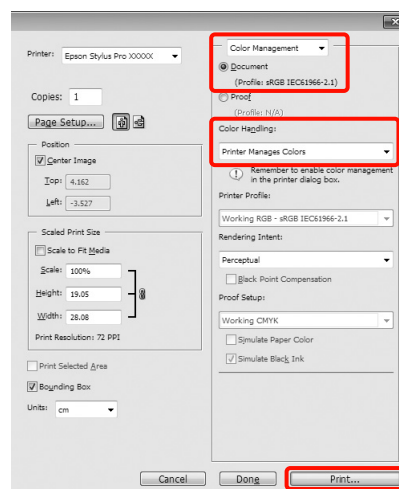 Printer: Epson Stylus Pro XXXXX
Copies: 1
Page Setup...
Position
Center Image
Top: 4.162
Left: -3.527
Scaled Print Size
Scale to Fit Media
Scale: 100%
Height: 19.05
Width: 28.08
Print Resolution: 72 PPI
Print Selected Area
Bounding Box
Units: cm
Color Management
Document
(Profile: sRGB IEC61966-2.1)
Proof
(Profile: N/A)
Color Handling:
Printer Manages Colors
Remember to enable color management
in the printer dialog box.
Printer Profile:
Working RGB - sRGB IEC61966-2.1
Rendering Intent:
Perceptual
Black Point Compensation
Proof Setup:
Working CMYK
Simulate Paper Color
Simulate Black Ink
Cancel
Done
Print...